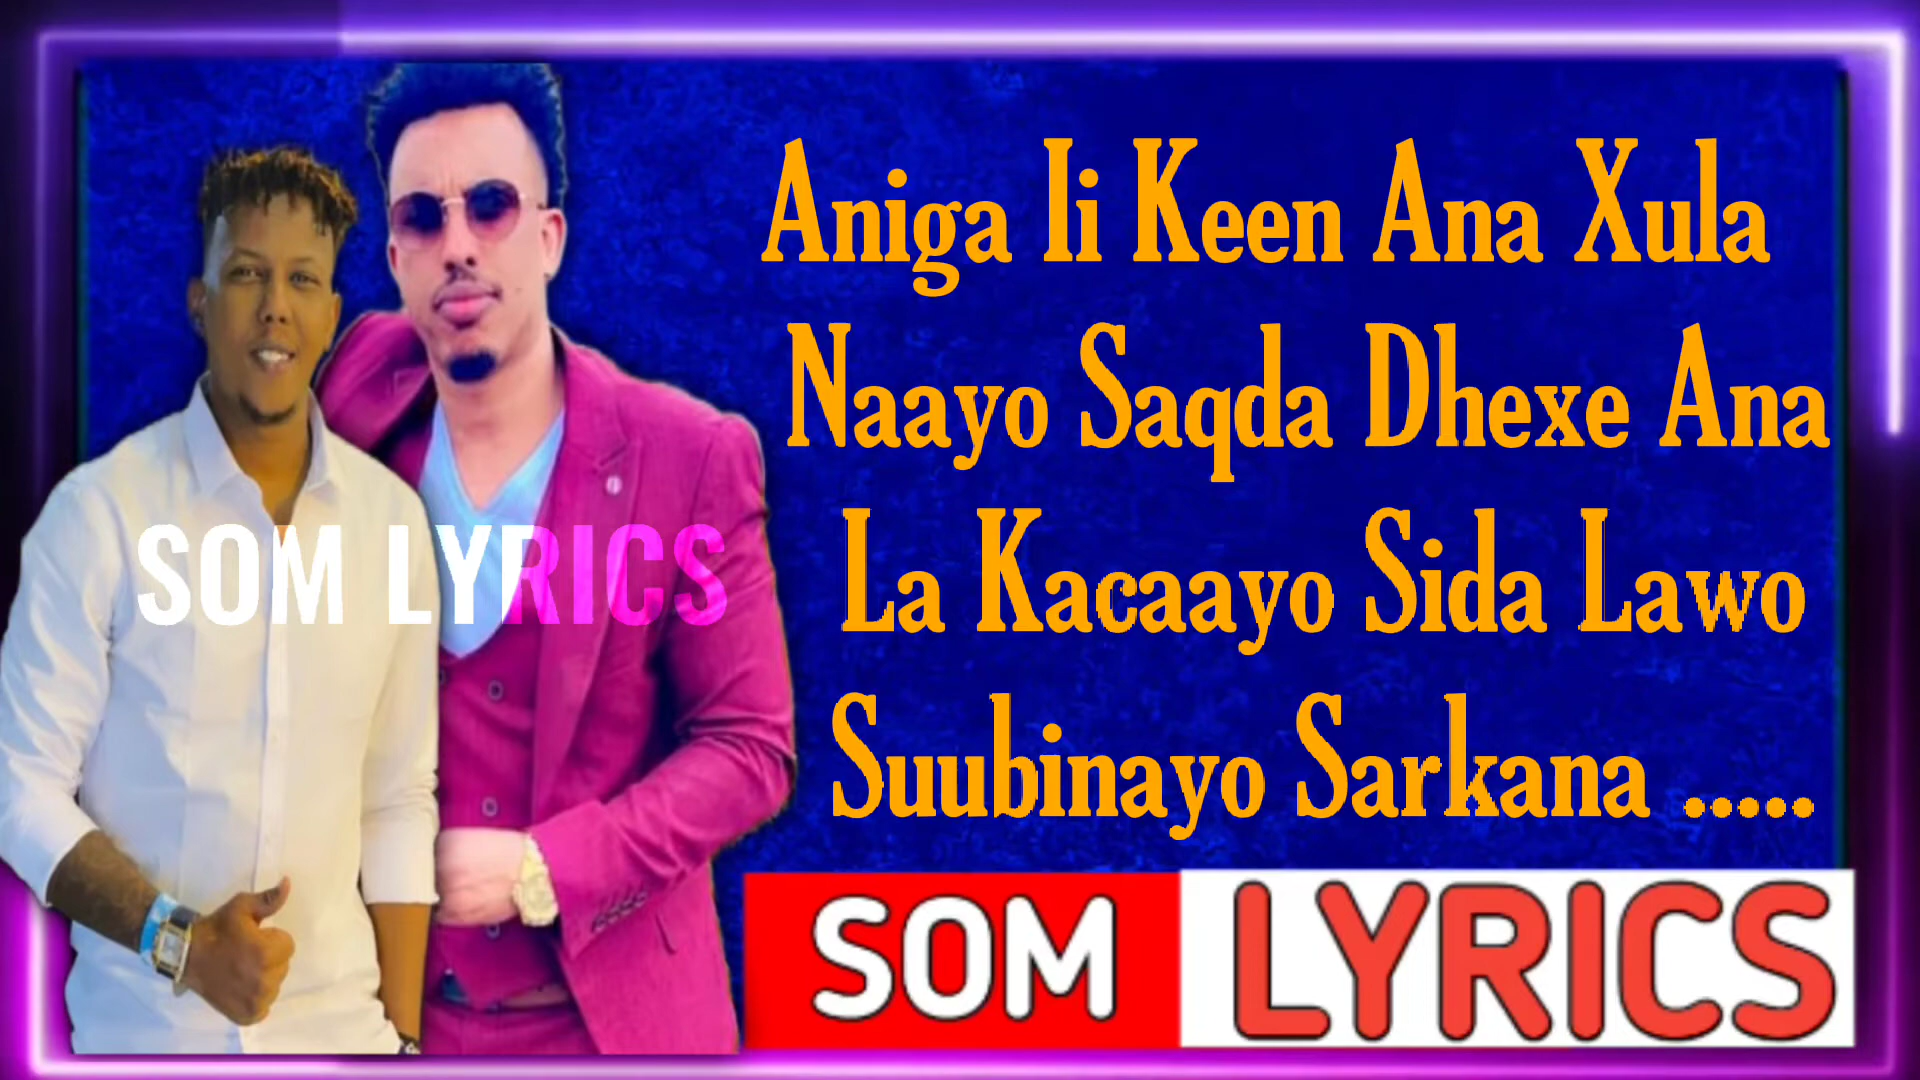 Aniga Ii Keen Ana Xula
Naayo Saqda Dhexe Ana
La Kacaayo Sida Lawo
Suubinayo Sarkana .....
SOM LYRICS
SOM LYRICS